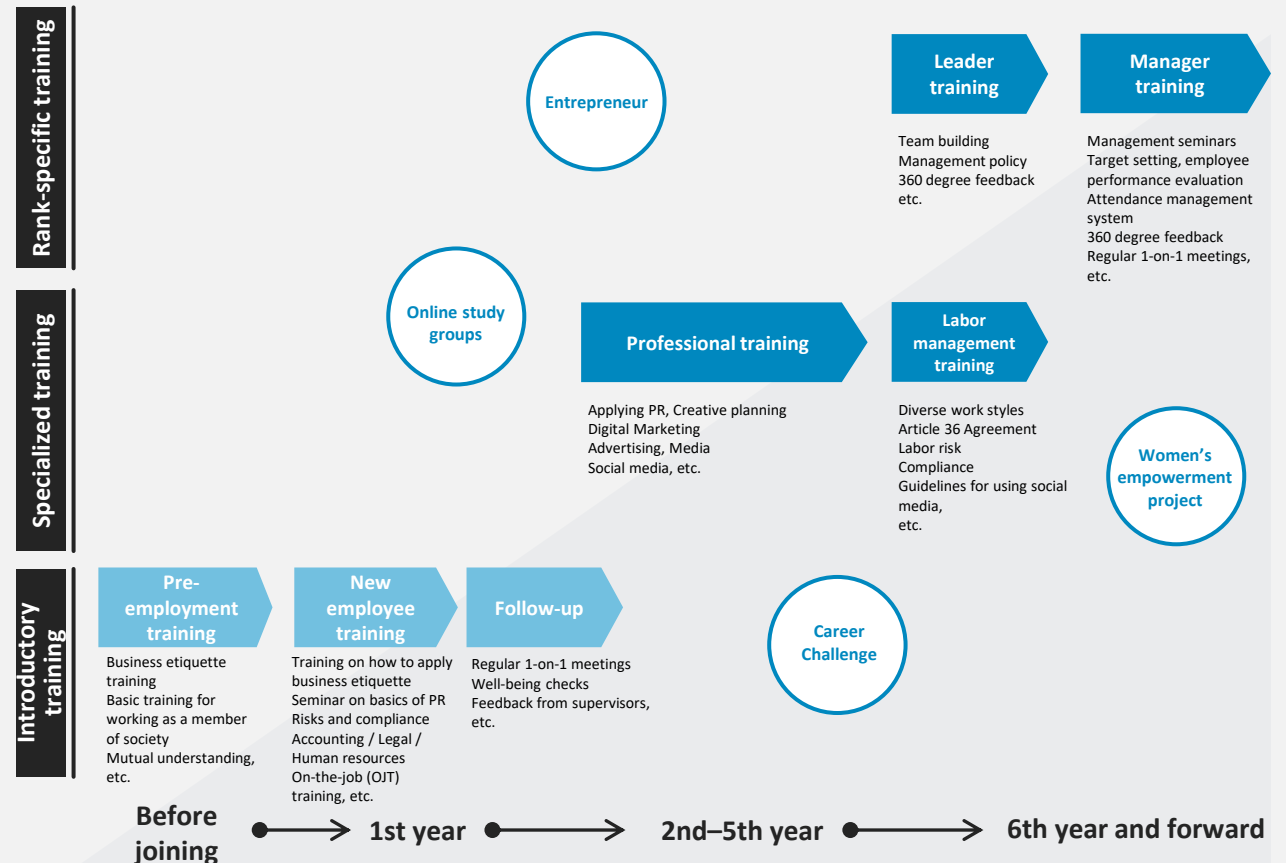 Rank-specific training
Entrepreneur
Leader
training
Team building
Management policy
360 degree feedback
etc.
Manager
training
Management seminars
Target setting, employee
performance evaluation
Attendance management
system
360 degree feedback
Regular 1-on-1 meetings,
etc.
Specialized training
Online study
groups
Professional training
Applying PR, Creative planning
Digital Marketing
Advertising, Media
Social media, etc.
Labor
management
training
Diverse work styles
Article 36 Agreement
Labor risk
Compliance
Guidelines for using social
media,
etc.
Women's
empowerment
project
Introductory
training
Pre-
employment
training
Business etiquette
training
Basic training for
working as a member
of society
Mutual understanding,
etc.
New
employee
training
Training on how to apply
business etiquette
Seminar on basics of PR
Risks and compliance
Accounting / Legal /
Human resources
On-the-job (OJT)
training, etc.
Follow-up
Regular 1-on-1 meetings
Well-being checks
Feedback from supervisors,
etc.
Career
Challenge
Before
joining
1st year
2nd–5th year
6th year and forward